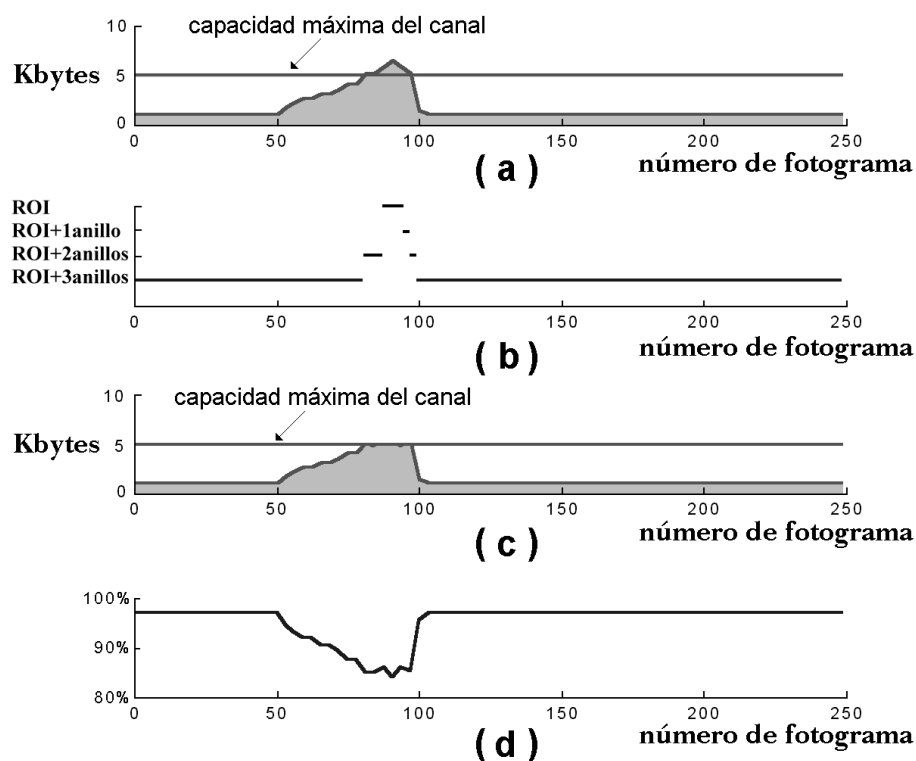 capacidad máxima del canal
10
Kbytes
5
0
0 50 100 150 200 250
( a )
número de fotograma
ROI
ROI+1anillo
ROI+2anillos
ROI+3anillos
0 50 100 150 200 250
( b )
número de fotograma
10
capacidad máxima del canal
Kbytes
5
0
0 50 100 150 200 250
( c )
número de fotograma
100%
90%
80%
0 50 100 150 200 250
( d )
número de fotograma